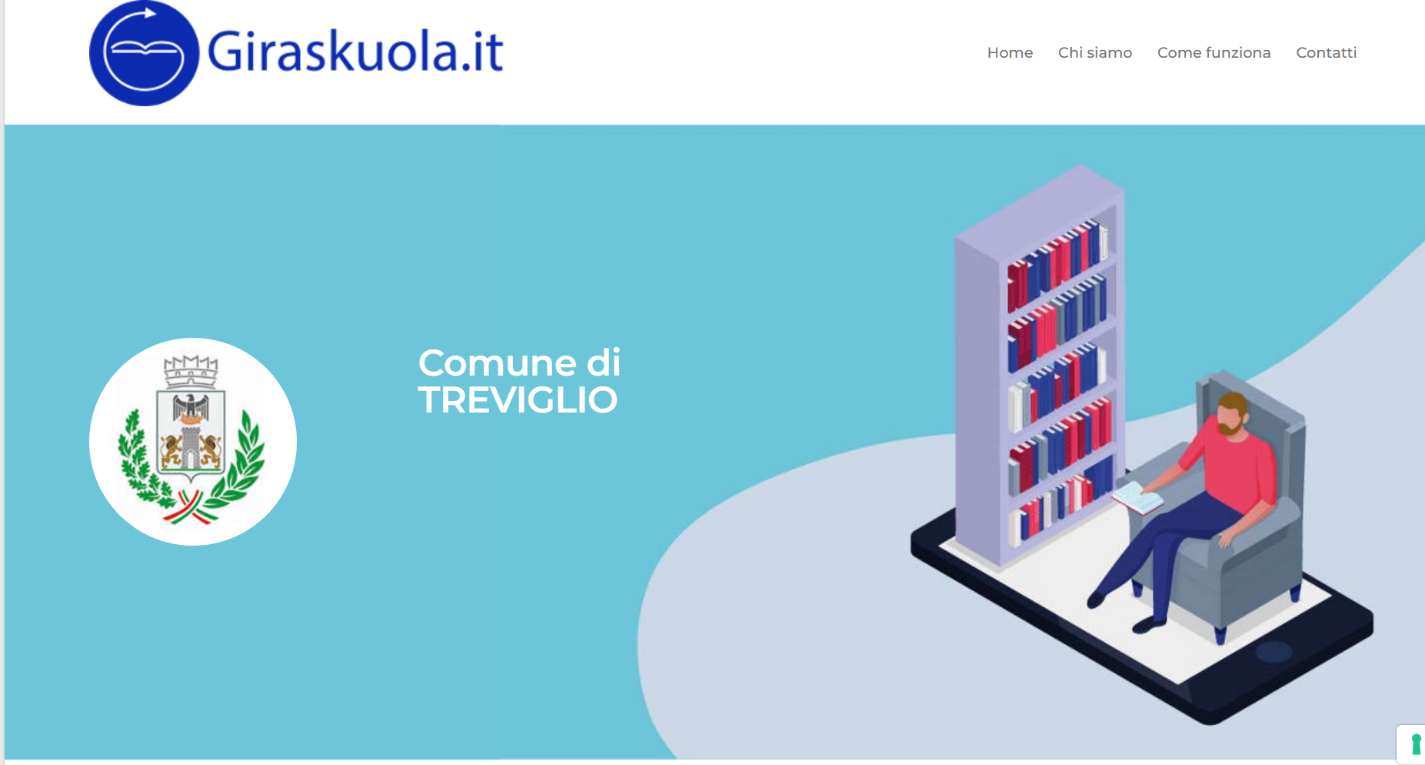 Giraskuola.it
Home Chi siamo Come funziona Contatti
Comune di
TREVIGLIO